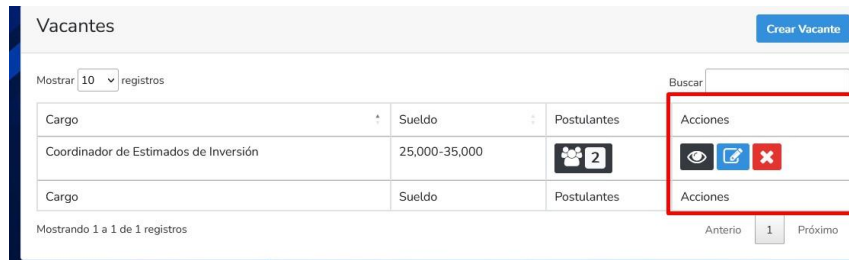 Vacantes
Crear Vacante
Mostrar 10 registros
Buscar
Cargo Sueldo Postulantes Acciones
Coordinador de Estimados de Inversión 25,000-35,000 2
Cargo Sueldo Postulantes Acciones
Mostrando 1 a 1 de 1 registros
Anterio 1 Próximo